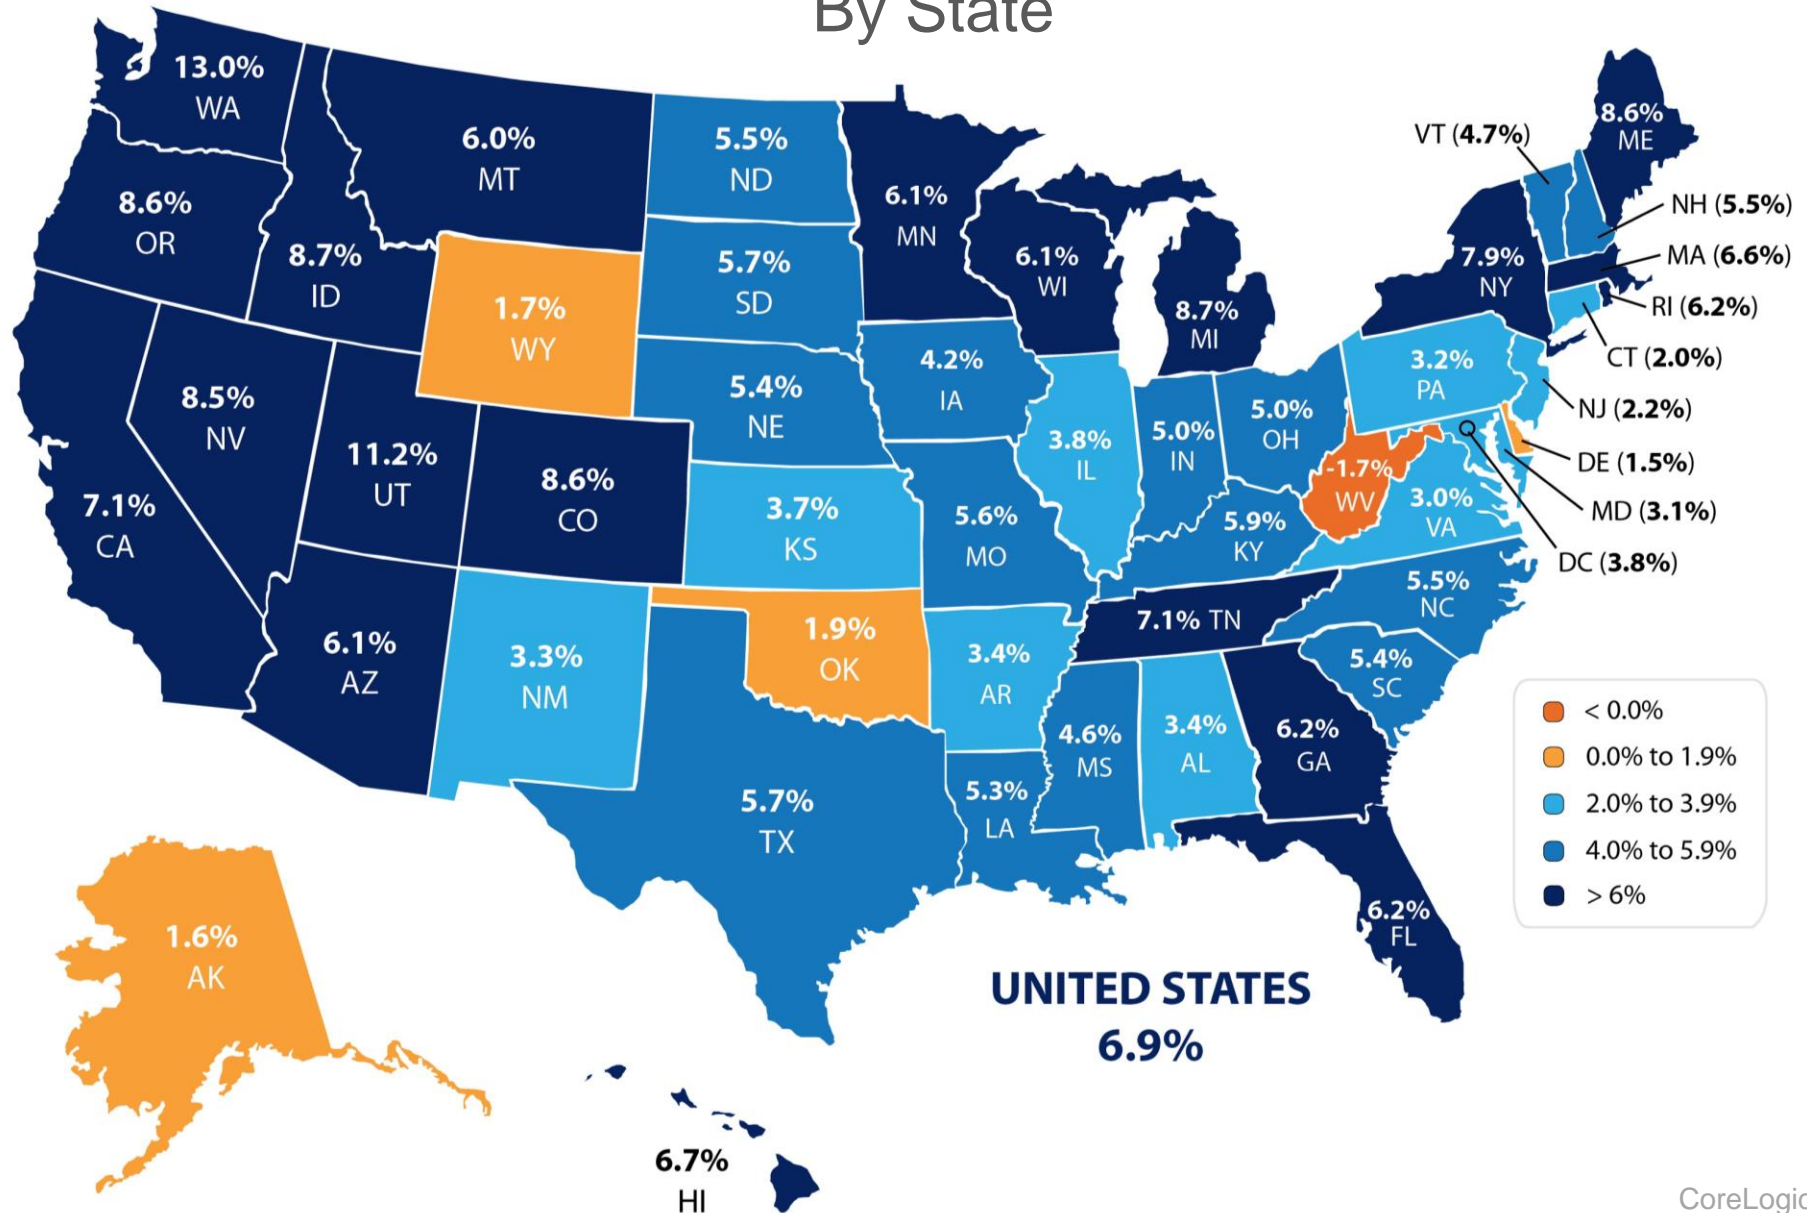 By State
13.0%
WA
8.6%
OR
8.7%
ID
6.0%
MT
5.5%
ND
6.1%
MN
5.7%
SD
1.7%
WY
6.1%
WI
8.7%
MI
7.9%
NY
8.6%
ME
VT (4.7%)
NH (5.5%)
MA (6.6%)
RI (6.2%)
CT (2.0%)
NJ (2.2%)
DE (1.5%)
MD (3.1%)
DC (3.8%)
7.1%
CA
8.5%
NV
11.2%
UT
8.6%
CO
5.4%
NE
4.2%
IA
3.8%
IL
5.0%
IN
5.0%
OH
3.2%
PA
-1.7%
WV
3.0%
VA
3.7%
KS
5.6%
MO
5.9%
KY
5.5%
NC
7.1% TN
5.4%
SC
6.1%
AZ
3.3%
NM
1.9%
OK
3.4%
AR
4.6%
MS
3.4%
AL
6.2%
GA
5.7%
TX
5.3%
LA
6.2%
FL
1.6%
AK
6.7%
HI
< 0.0%
0.0% to 1.9%
2.0% to 3.9%
4.0% to 5.9%
> 6%
UNITED STATES
6.9%
CoreLogic